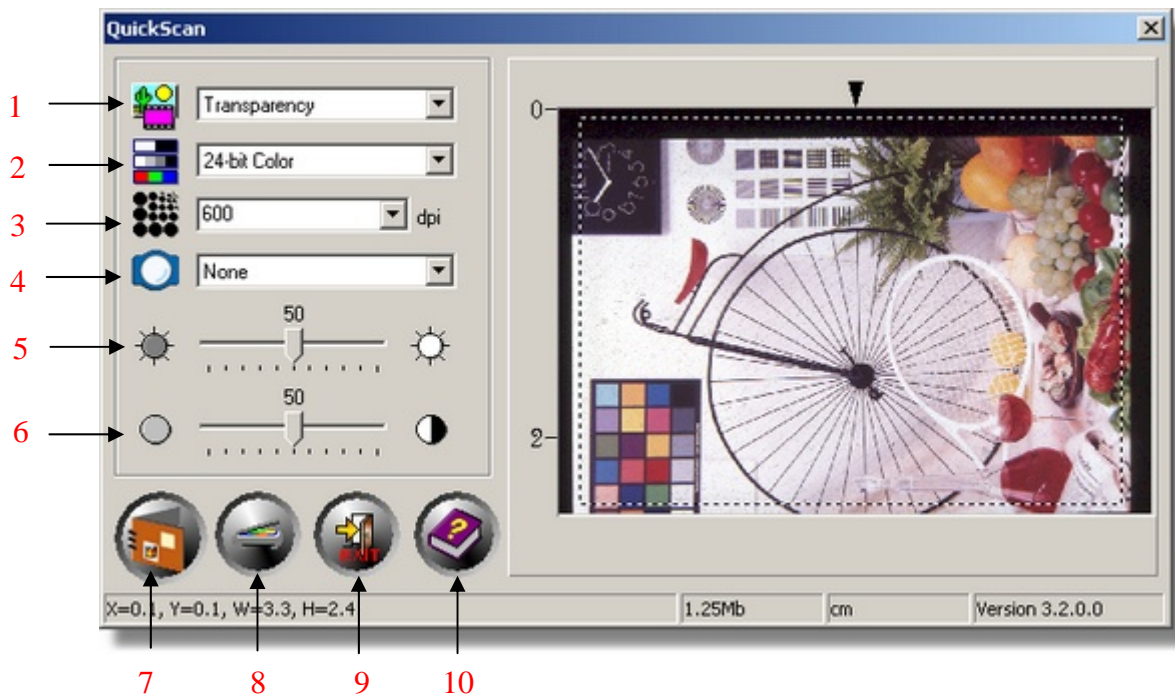 QuickScan
1
Transparency
2
24-bit Color
3
600 dpi
4
None
50
5
50
6
0
2
EXIT
X=0.1, Y=0.1, W=3.3, H=2.4
1.25Mb
cm
Version 3.2.0.0
7 8 9 10